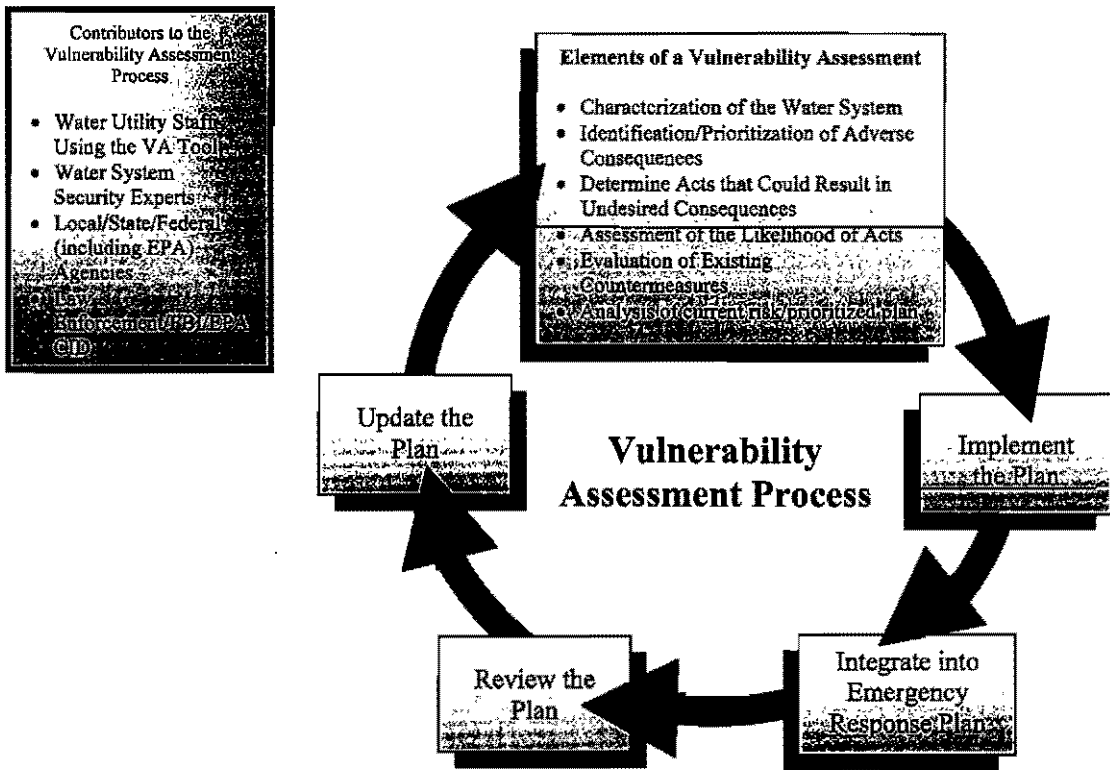 Contributors to the
Vulnerability Assessment
Process
• Water Utility Staff
Using the VA Tool
• Water System
Security Experts
• Local/State/Federal
(including EPA)
Agencies
• Law
Enforcement/FBI/EPA
CID
Elements of a Vulnerability Assessment
• Characterization of the Water System
• Identification/Prioritization of Adverse
Consequences
• Determine Acts that Could Result in
Undesired Consequences
• Assessment of the Likelihood of Acts
• Evaluation of Existing
Countermeasures
• Analysis of current risk/prioritized plan
Update the
Plan
Vulnerability
Assessment Process
Implement
the Plan
Review the
Plan
Integrate into
Emergency
Response Plan